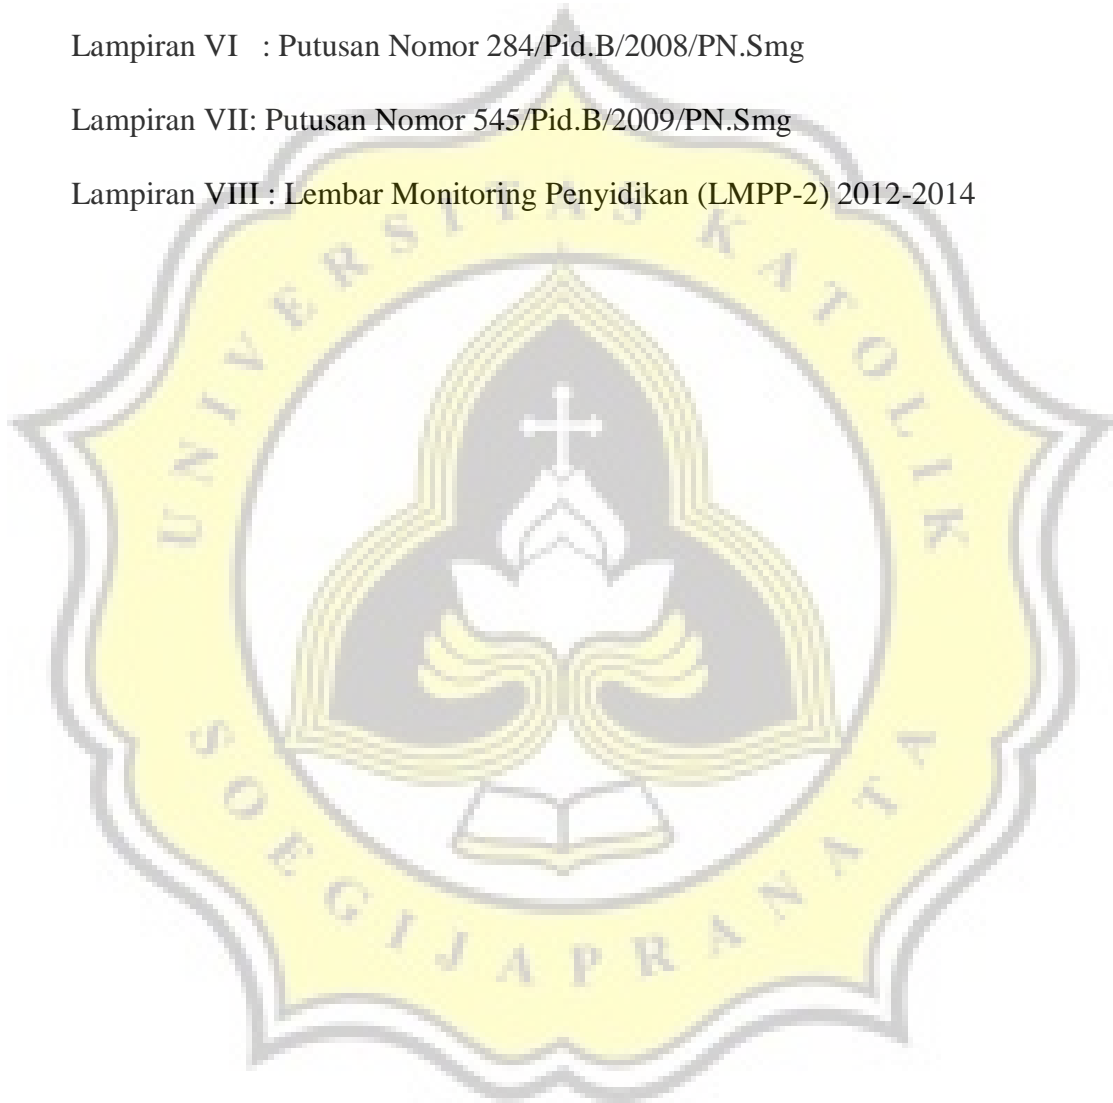 Lampiran VI : Putusan Nomor 284/Pid.B/2008/PN.Smg
Lampiran VII: Putusan Nomor 545/Pid.B/2009/PN.Smg
Lampiran VIII : Lembar Monitoring Penyidikan (LMPP-2) 2012-2014
UNIVERSITAS KATOLIK
SOEGIJAPRANATA